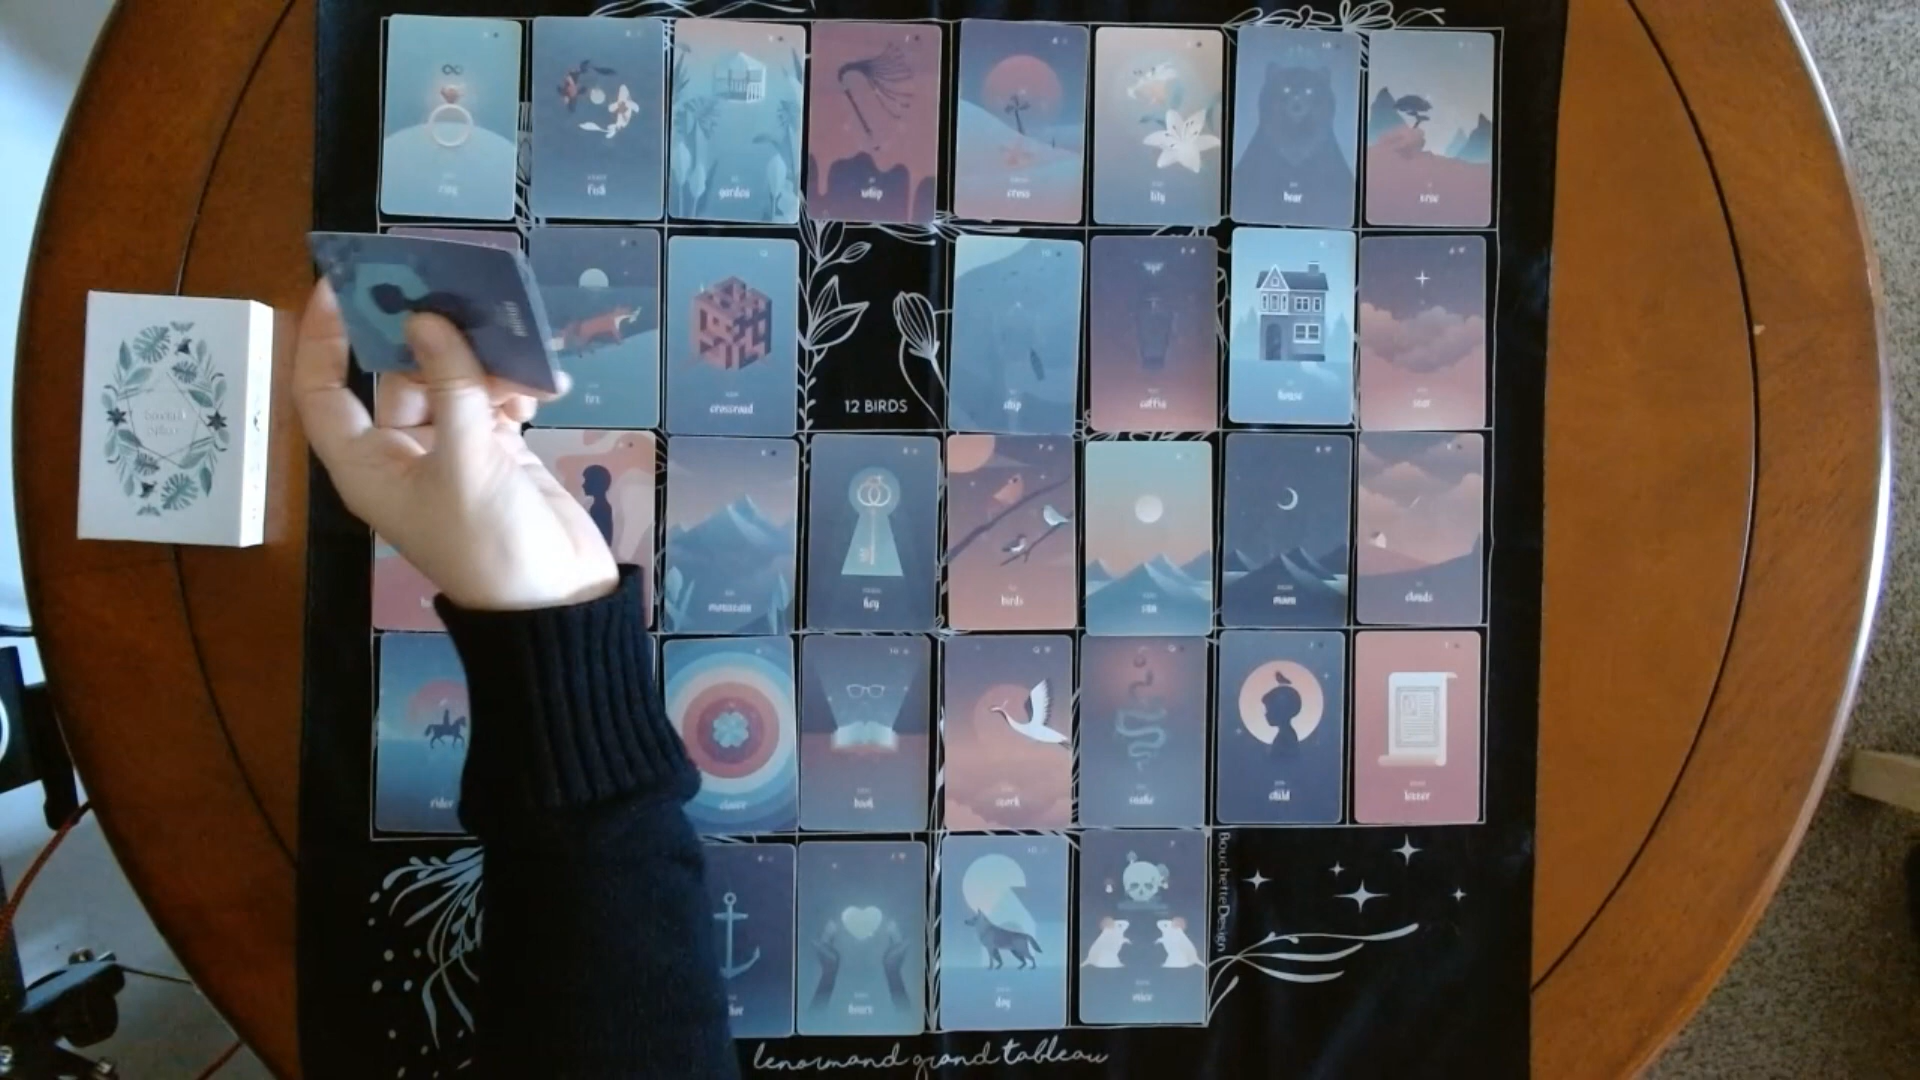 ring
fish
garden
whip
cross
lily
bear
tree
crossroad
12 BIRDS
ship
coffin
house
star
mountain
key
birds
sun
moon
clouds
rider
clover
book
stork
snake
child
letter
heart
dog
mice
BouchetteDesign
lenormand grand tableau